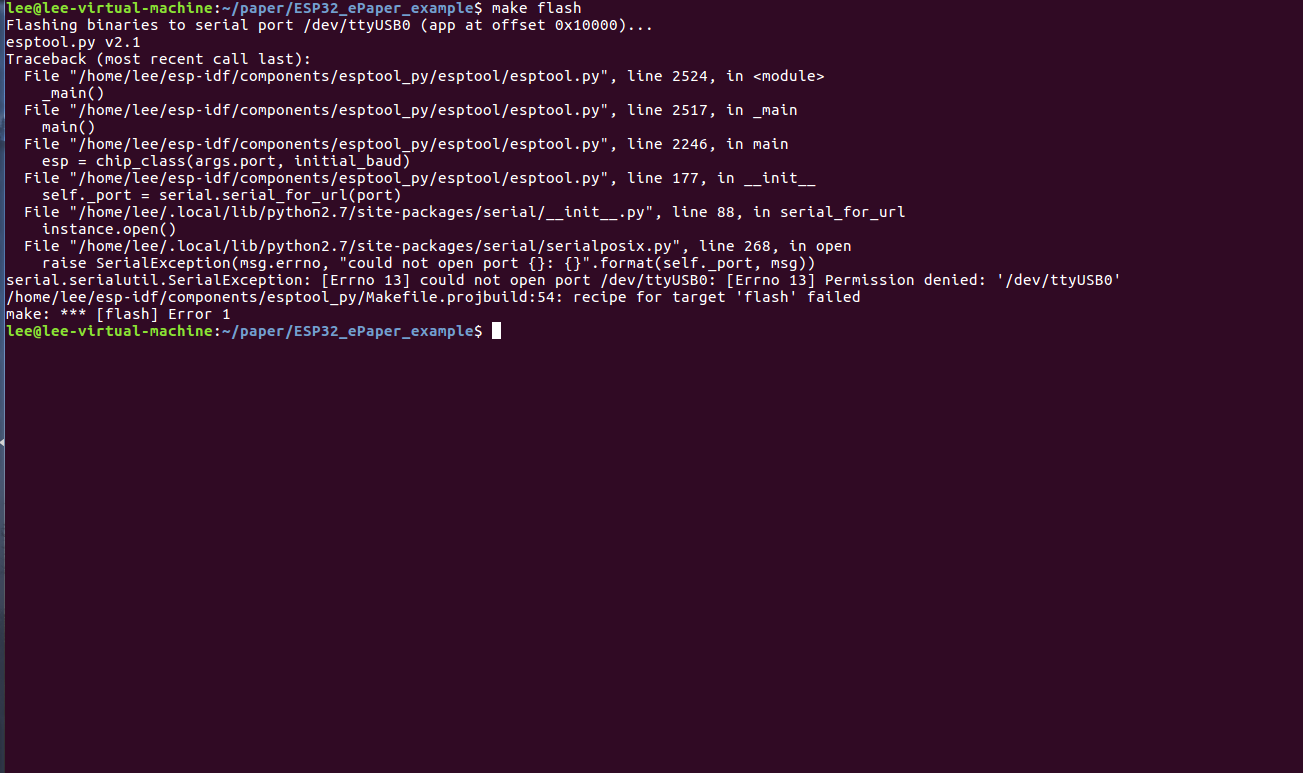 lee@lee-virtual-machine:~/paper/ESP32_ePaper_example$ make flash
Flashing binaries to serial port /dev/ttyUSB0 (app at offset 0x10000)...
esptool.py v2.1
Traceback (most recent call last):
  File "/home/lee/esp-idf/components/esptool_py/esptool/esptool.py", line 2524, in <module>
    _main()
  File "/home/lee/esp-idf/components/esptool_py/esptool/esptool.py", line 2517, in _main
    main()
  File "/home/lee/esp-idf/components/esptool_py/esptool/esptool.py", line 2246, in main
    esp = chip_class(args.port, initial_baud)
  File "/home/lee/esp-idf/components/esptool_py/esptool/esptool.py", line 177, in __init__
    self._port = serial.serial_for_url(port)
  File "/home/lee/.local/lib/python2.7/site-packages/serial/__init__.py", line 88, in serial_for_url
    instance.open()
  File "/home/lee/.local/lib/python2.7/site-packages/serial/serialposix.py", line 268, in open
    raise SerialException(msg.errno, "could not open port {}: {}".format(self._port, msg))
serial.serialutil.SerialException: [Errno 13] could not open port /dev/ttyUSB0: [Errno 13] Permission denied: '/dev/ttyUSB0'
/home/lee/esp-idf/components/esptool_py/Makefile.projbuild:54: recipe for target 'flash' failed
make: *** [flash] Error 1
lee@lee-virtual-machine:~/paper/ESP32_ePaper_example$